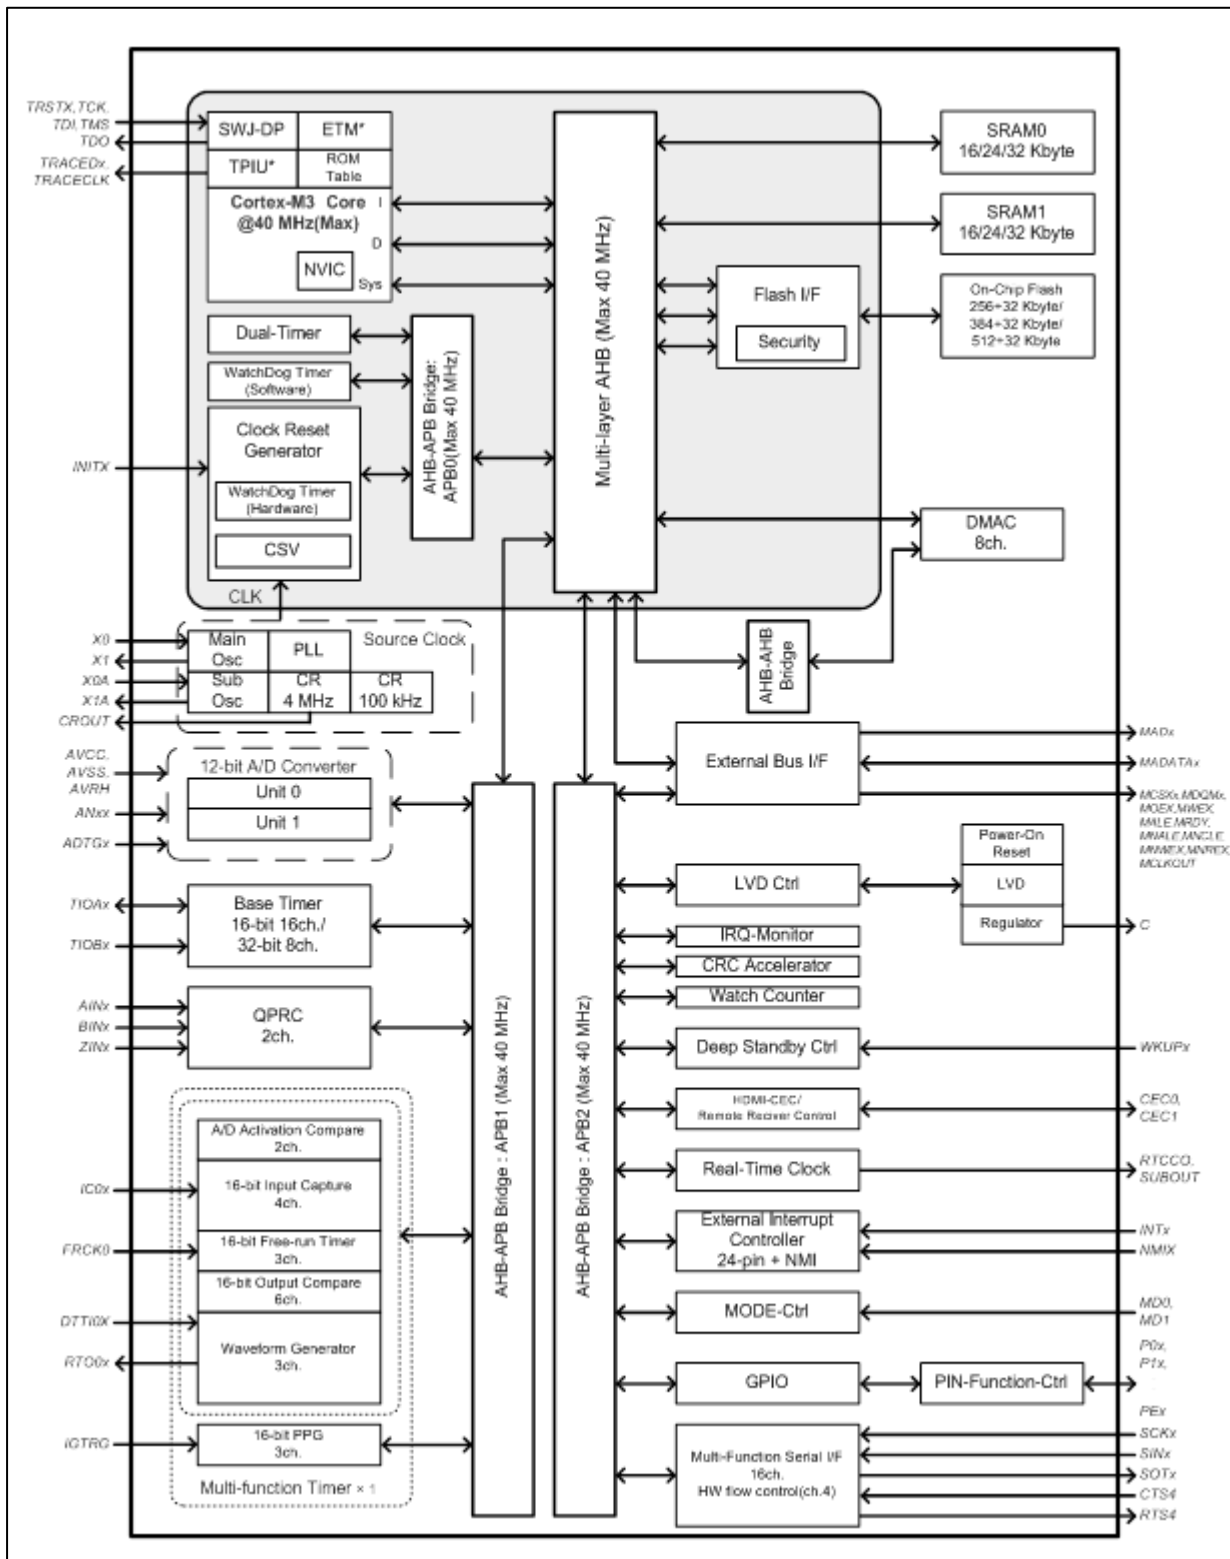 TRSTX,TCK,
TDI,TMS
TDO
TRACEDx,
TRACECLK
SWJ-DP
ETM*
TPIU*
ROM
Table
Cortex-M3 Core
@40 MHz(Max)
I
D
Sys
NVIC
Dual-Timer
WatchDog Timer
(Software)
INITX
Clock Reset
Generator
WatchDog Timer
(Hardware)
CSV
CLK
AHB-APB Bridge:
APB0(Max 40 MHz)
Multi-layer AHB (Max 40 MHz)
Flash I/F
Security
SRAM0
16/24/32 Kbyte
SRAM1
16/24/32 Kbyte
On-Chip Flash
256+32 Kbyte/
384+32 Kbyte/
512+32 Kbyte
DMAC
8ch.
AHB-AHB
Bridge
X0
X1
X0A
X1A
CROUT
Main
Osc
PLL
Source Clock
Sub
Osc
CR
4 MHz
CR
100 kHz
AVCC,
AVSS,
AVRH
ANxx
ADTGx
12-bit A/D Converter
Unit 0
Unit 1
TIOAx
TIOBx
Base Timer
16-bit 16ch./
32-bit 8ch.
AINx
BINx
ZINx
QPRC
2ch.
A/D Activation Compare
2ch.
IC0x
16-bit Input Capture
4ch.
FRCK0
16-bit Free-run Timer
3ch.
16-bit Output Compare
6ch.
DTTI0X
RTO0x
Waveform Generator
3ch.
IGTRG
16-bit PPG
3ch.
Multi-function Timer × 1
AHB-APB Bridge : APB1 (Max 40 MHz)
AHB-APB Bridge : APB2 (Max 40 MHz)
External Bus I/F
MADx
MADATAx
MCSXx,MDQMx,
MOEX,MWEX,
MALE,MRDY,
MNALE,MNCLE,
MNWEX,MNREX,
MCLKOUT
LVD Ctrl
Power-On
Reset
LVD
Regulator
C
IRQ-Monitor
CRC Accelerator
Watch Counter
Deep Standby Ctrl
WKUPx
HDMI-CEC/
Remote Reciver Control
CEC0,
CEC1
Real-Time Clock
RTCCO,
SUBOUT
External Interrupt
Controller
24-pin + NMI
INTx
NMIX
MODE-Ctrl
MD0,
MD1
GPIO
PIN-Function-Ctrl
P0x,
P1x,
PEx
Multi-Function Serial I/F
16ch.
HW flow control(ch.4)
SCKx
SINx
SOTx
CTS4
RTS4